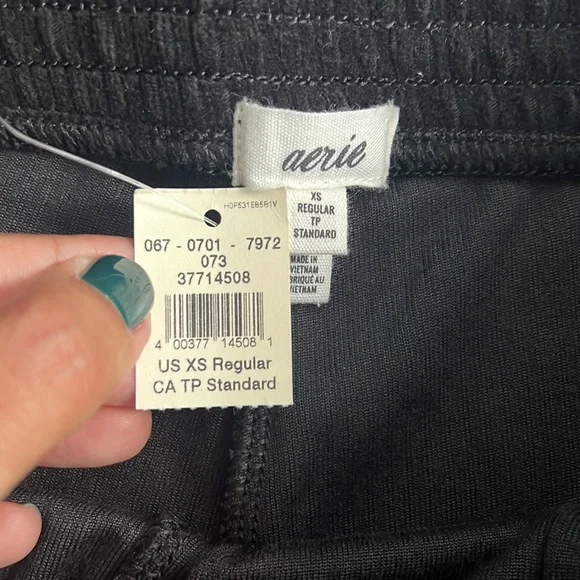 aerie
XS
REGULAR
TP
STANDARD
MADE IN
VIETNAM
BRIQUÉ AU
VIETNAM
067 - 0701 - 7972
073
37714508
4 00377 14508 1
US XS Regular
CA TP Standard